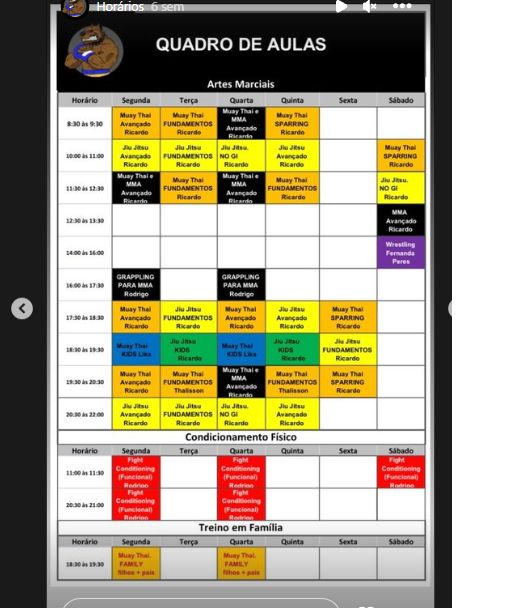 Horários 6 sem
QUADRO DE AULAS
Artes Marciais
Horário Segunda Terça Quarta Quinta Sexta Sábado
8:30 às 9:30
Muay Thai
Avançado
Ricardo
Muay Thai
FUNDAMENTOS
Ricardo
Muay Thai e
MMA
Avançado
Ricardo
Muay Thai
SPARRING
Ricardo
10:00 às 11:00
Jiu Jitsu
Avançado
Ricardo
Jiu Jitsu
FUNDAMENTOS
Ricardo
Jiu Jitsu.
NO GI
Ricardo
Jiu Jitsu
Avançado
Ricardo
Muay Thai
SPARRING
Ricardo
11:30 às 12:30
Muay Thai e
MMA
Avançado
Ricardo
Muay Thai
FUNDAMENTOS
Ricardo
Muay Thai e
MMA
Avançado
Ricardo
Muay Thai
FUNDAMENTOS
Ricardo
Jiu Jitsu.
NO GI
Ricardo
12:30 às 13:30
MMA
Avançado
Ricardo
14:00 às 16:00
Wrestling
Fernanda
Peres
16:00 às 17:30
GRAPPLING
PARA MMA
Rodrigo
GRAPPLING
PARA MMA
Rodrigo
17:30 às 18:30
Muay Thai
Avançado
Ricardo
Jiu Jitsu
FUNDAMENTOS
Ricardo
Muay Thai
Avançado
Ricardo
Jiu Jitsu
Avançado
Ricardo
Muay Thai
SPARRING
Ricardo
18:30 às 19:30
Muay Thai
KIDS Lika
Jiu Jitsu
KIDS
Ricardo
Muay Thai
KIDS Lika
Jiu Jitsu
KIDS
Ricardo
Jiu Jitsu
FUNDAMENTOS
Ricardo
19:30 às 20:30
Muay Thai
Avançado
Ricardo
Muay Thai
FUNDAMENTOS
Thalisson
Muay Thai e
MMA
Avançado
Ricardo
Muay Thai
FUNDAMENTOS
Thalisson
Muay Thai
SPARRING
Ricardo
20:30 às 22:00
Jiu Jitsu
Avançado
Ricardo
Jiu Jitsu
FUNDAMENTOS
Ricardo
Jiu Jitsu.
NO GI
Ricardo
Jiu Jitsu
Avançado
Ricardo
Condicionamento Físico
Horário Segunda Terça Quarta Quinta Sexta Sábado
11:00 às 11:30
Fight
Conditioning
(Funcional)
Rodrigo
Fight
Conditioning
(Funcional)
Rodrigo
Fight
Conditioning
(Funcional)
Rodrigo
20:30 às 21:00
Fight
Conditioning
(Funcional)
Rodrigo
Fight
Conditioning
(Funcional)
Rodrigo
Treino em Família
Horário Segunda Terça Quarta Quinta Sexta Sábado
18:30 às 19:30
Muay Thai.
FAMILY
filhos + pais
Muay Thai.
FAMILY
filhos + pais